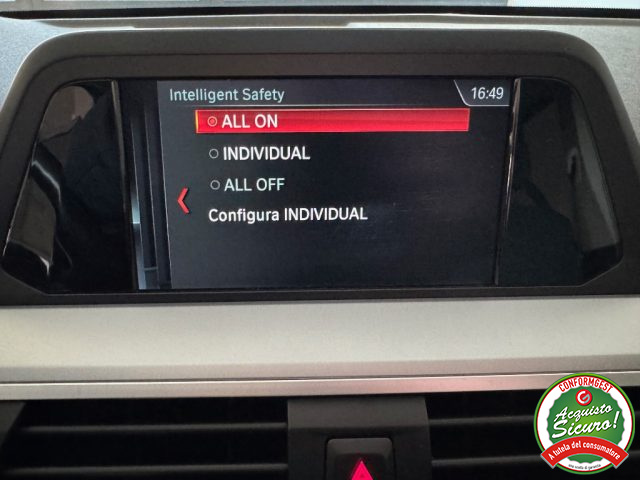 Intelligent Safety
16:49
ALL ON
INDIVIDUAL
ALL OFF
Configura INDIVIDUAL
CONFORMGEST
Acquisto
Sicuro!
A tutela del consumatore